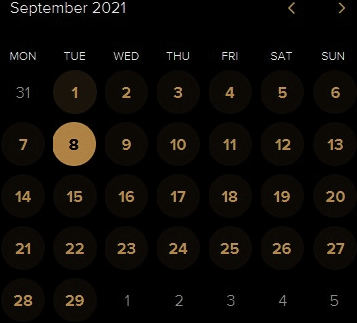 September 2021
MON TUE WED THU FRI SAT SUN
31 1 2 3 4 5 6
7 8 9 10 11 12 13
14 15 16 17 18 19 20
21 22 23 24 25 26 27
28 29 1 2 3 4 5